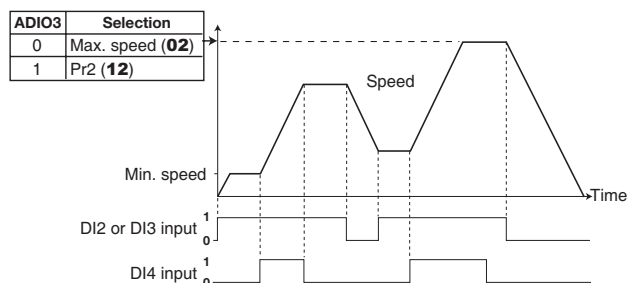 ADIO3 Selection
0 Max. speed (02)
1 Pr2 (12)
Speed
Min. speed
Time
DI2 or DI3 input 1
0
DI4 input 1
0